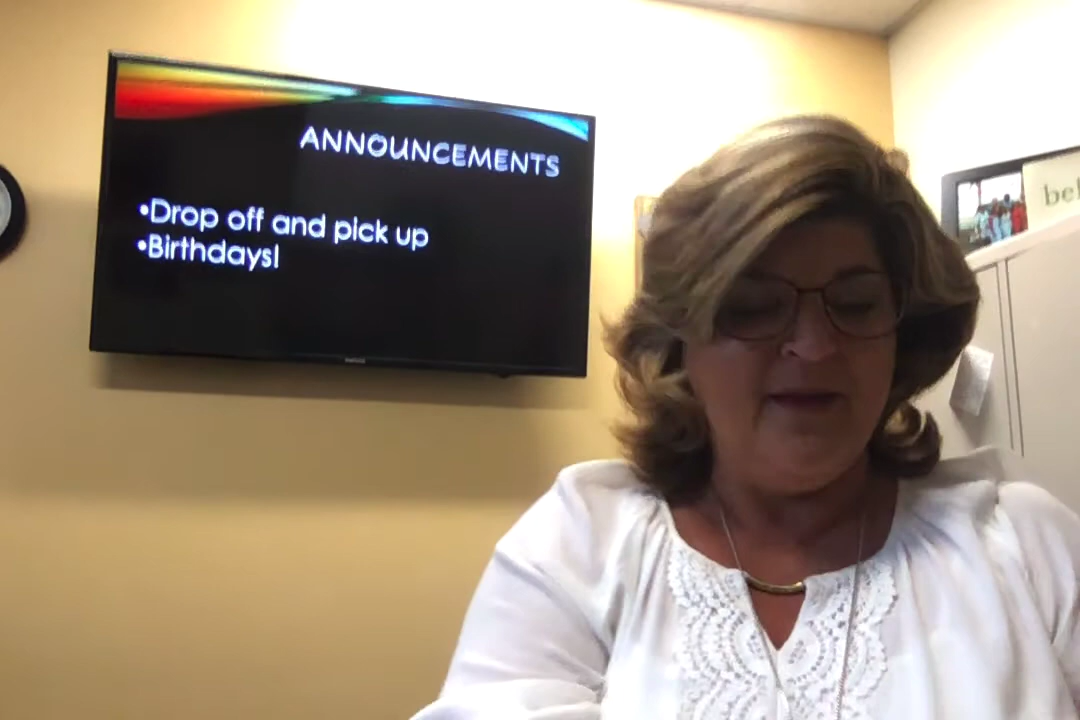 ANNOUNCEMENTS
•Drop off and pick up
•Birthdays!